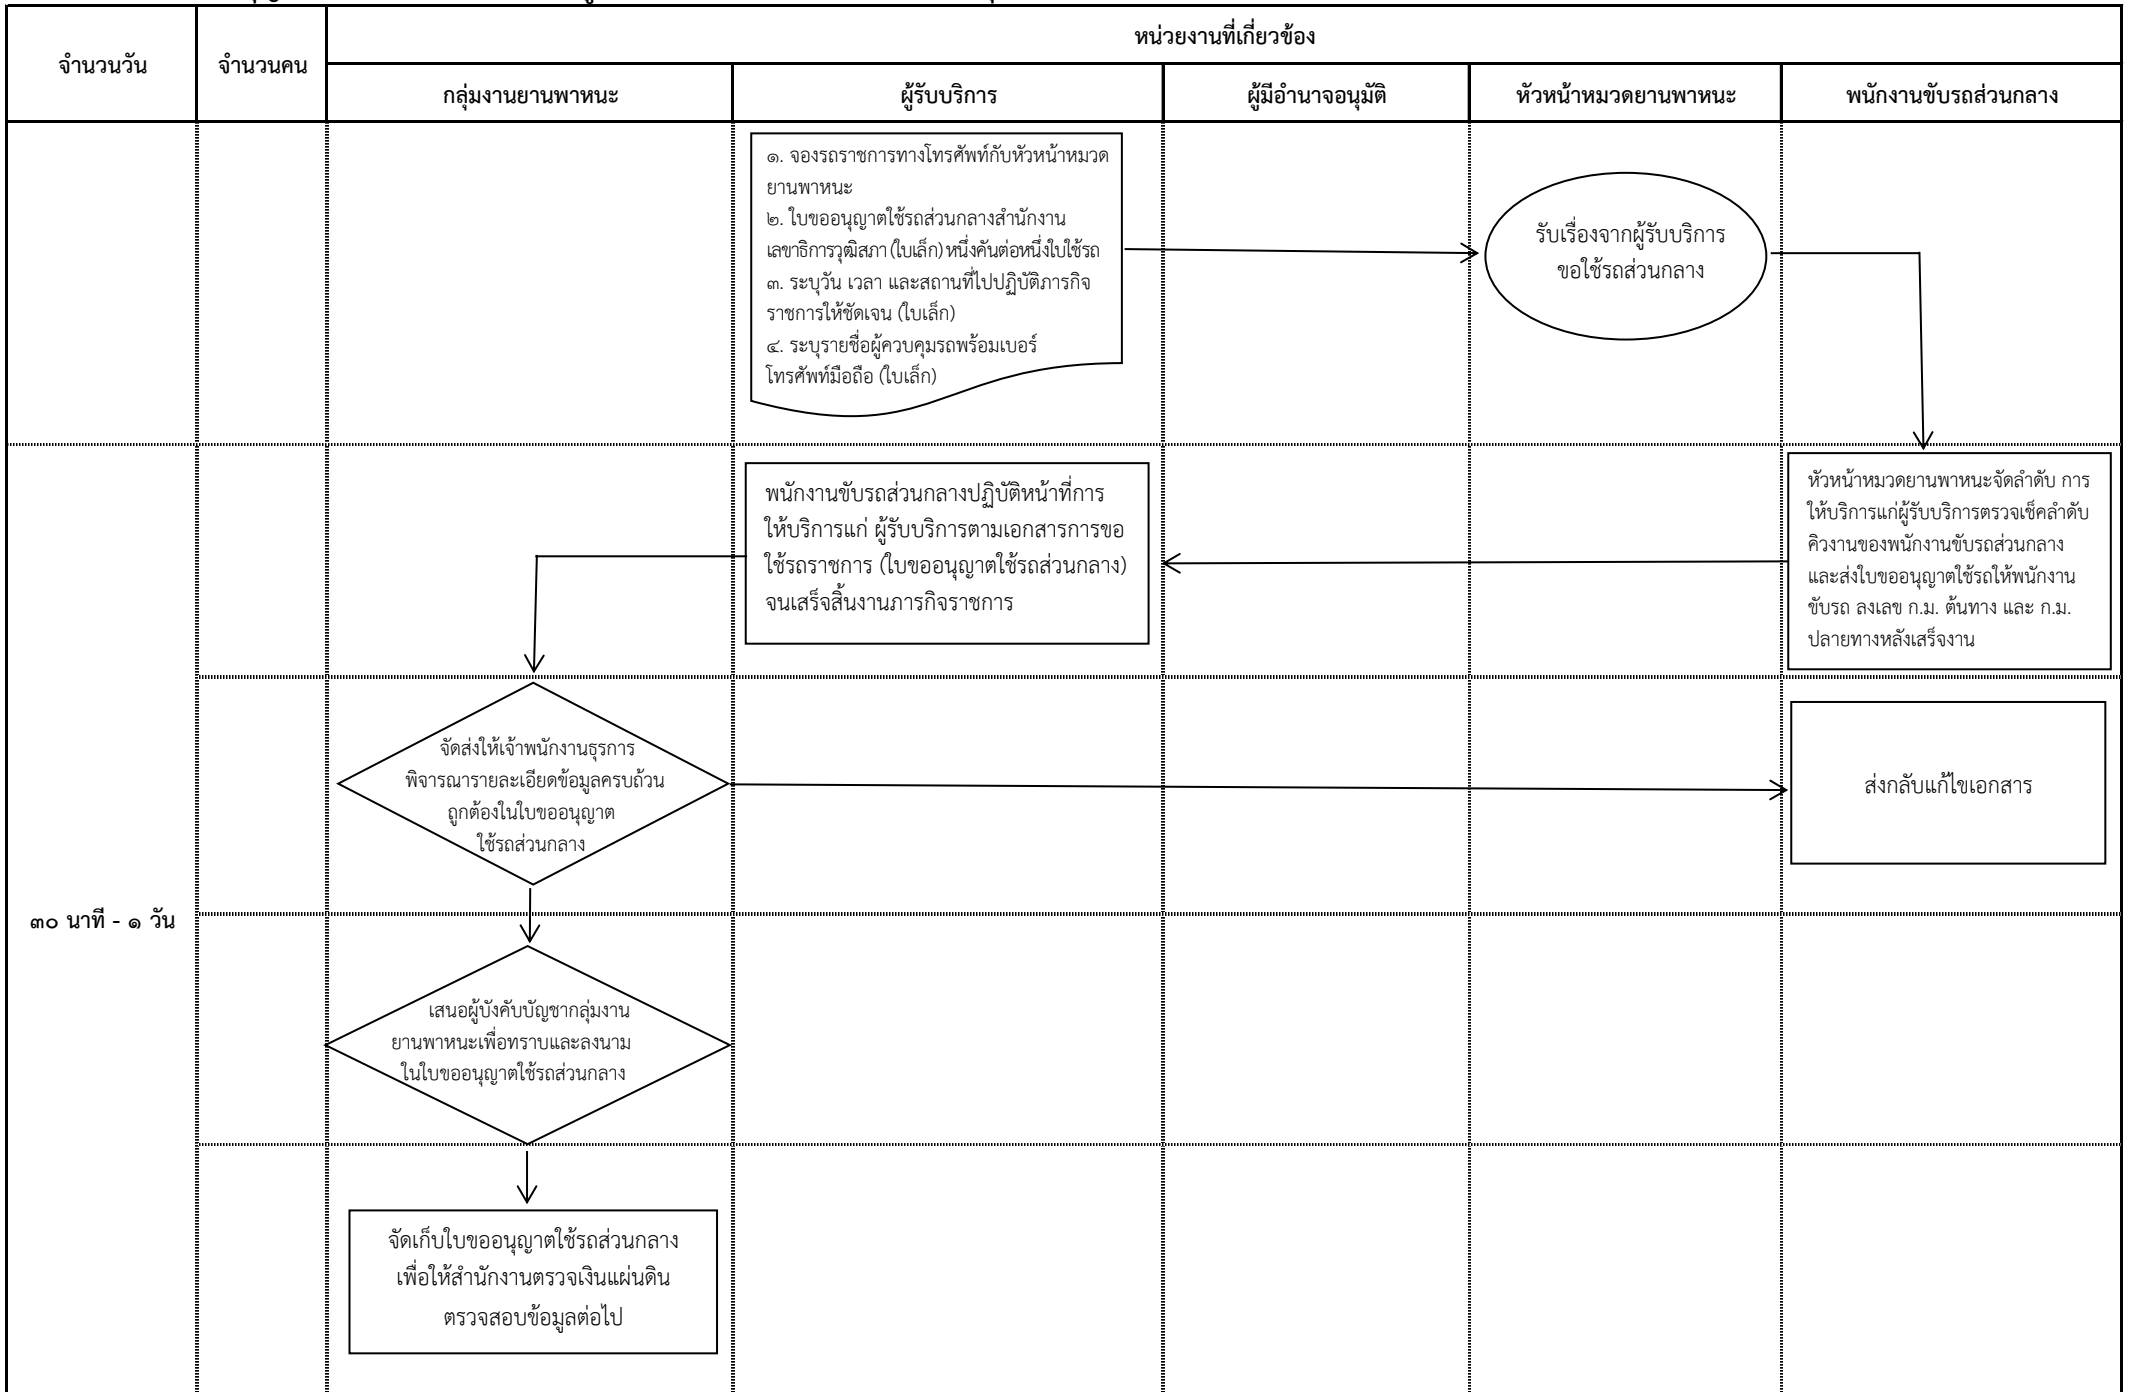 หน่วยงานที่เกี่ยวข้อง
จำนวนวัน
จำนวนคน
กลุ่มงานยานพาหนะ
ผู้รับบริการ
ผู้มีอำนาจอนุมัติ
หัวหน้าหมวดยานพาหนะ
พนักงานขับรถส่วนกลาง
๑. จองรถราชการทางโทรศัพท์กับหัวหน้าหมวด
ยานพาหนะ
๒. ใบขออนุญาตใช้รถส่วนกลางสำนักงาน
เลขาธิการวุฒิสภา (ใบเล็ก) หนึ่งคันต่อหนึ่งใบใช้รถ
๓. ระบุวัน เวลา และสถานที่ไปปฏิบัติภารกิจ
ราชการให้ชัดเจน (ใบเล็ก)
๔. ระบุรายชื่อผู้ควบคุมรถพร้อมเบอร์
โทรศัพท์มือถือ (ใบเล็ก)
รับเรื่องจากผู้รับบริการ
ขอใช้รถส่วนกลาง
หัวหน้าหมวดยานพาหนะจัดลำดับ การ
ให้บริการแก่ผู้รับบริการตรวจเช็คลำดับ
คิวงานของพนักงานขับรถส่วนกลาง
และส่งใบขออนุญาตใช้รถให้พนักงาน
ขับรถ ลงเลข ก.ม. ต้นทาง และ ก.ม.
ปลายทางหลังเสร็จงาน
พนักงานขับรถส่วนกลางปฏิบัติหน้าที่การ
ให้บริการแก่ ผู้รับบริการตามเอกสารการขอ
ใช้รถราชการ (ใบขออนุญาตใช้รถส่วนกลาง)
จนเสร็จสิ้นงานภารกิจราชการ
จัดส่งให้เจ้าพนักงานธุรการ
พิจารณารายละเอียดข้อมูลครบถ้วน
ถูกต้องในใบขออนุญาต
ใช้รถส่วนกลาง
ส่งกลับแก้ไขเอกสาร
๓๐ นาที - ๑ วัน
เสนอผู้บังคับบัญชากลุ่มงาน
ยานพาหนะเพื่อทราบและลงนาม
ในใบขออนุญาตใช้รถส่วนกลาง
จัดเก็บใบขออนุญาตใช้รถส่วนกลาง
เพื่อให้สำนักงานตรวจเงินแผ่นดิน
ตรวจสอบข้อมูลต่อไป